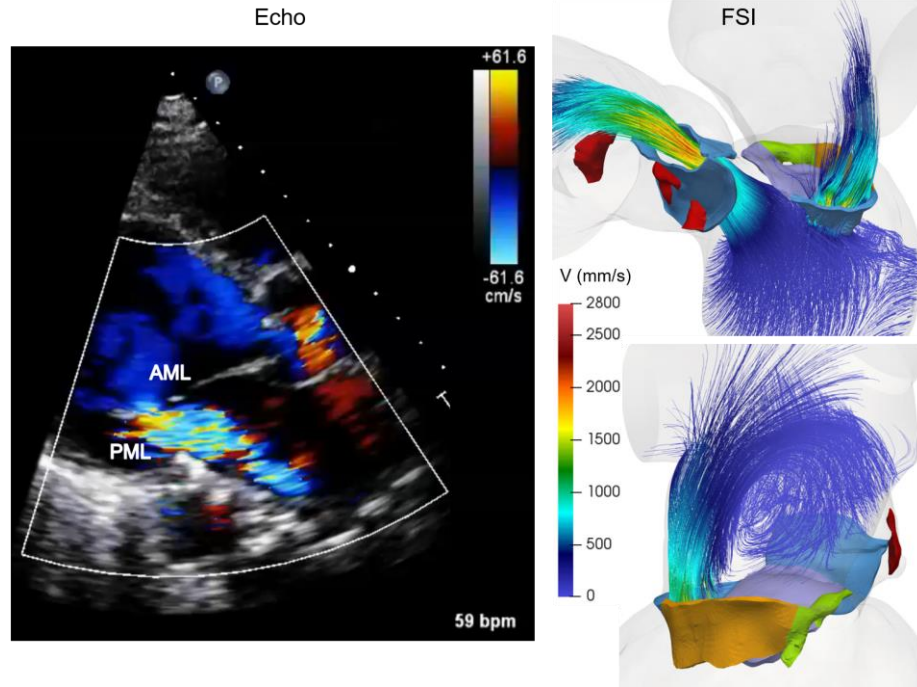 Echo
FSI
P
+61.6
-61.6
cm/s
AML
PML
59 bpm
V (mm/s)
2800
2500
2000
1500
1000
500
0